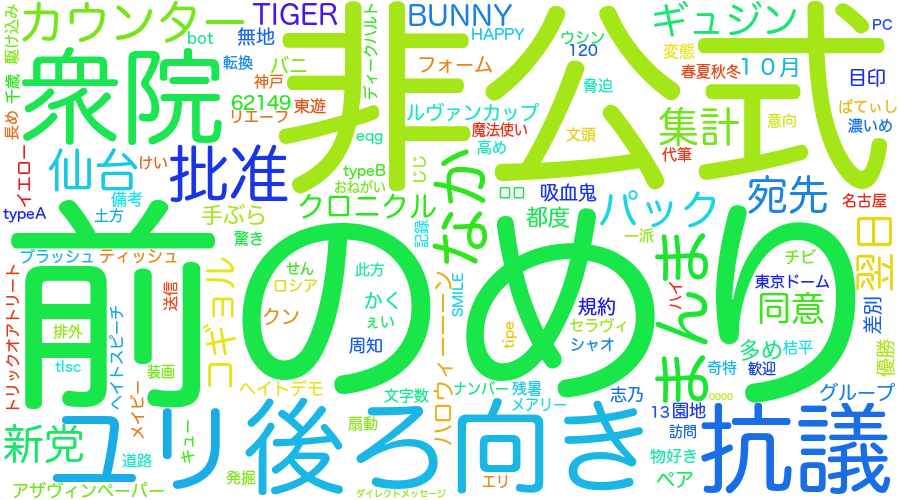 カウンター
TIGER
BUNNY
ギュジン
PC
駆け込み
bot
無地
HAPPY
ウシン
120
変態
春夏秋冬
１０月
目印
衆院
転換
バニ
神戸
ディークハルト
フォーム
非公式
脅迫
ぱてぃし
62149
東遊
リエーフ
ルヴァンカップ
集計
意向
濃いめ
千歳
長め
eqg
魔法使い
高め
文頭
代筆
仙台
けい
批准
typeB
おねがい
じじ
なか
ロロ
吸血鬼
パック
宛先
名古屋
イエロー
typeA
備考
土方
手ぶら
クロニクル
都度
一派
驚き
記録
翌日
ブラッシュ
ティッシュ
せん
此方
チビ
ロシア
SMILE
東京ドーム
ハイ
まんま
前のめり
送信
コギョル
かく
規約
同意
差別
トリックオアトリート
クン
ぇい
セラヴィ
排外
周知
tipe
シャオ
多め
桔平
優勝
tlsc
装画
ヘイトスピーチ
ハロウィーーーン
奇特
歓迎
ヘイトデモ
文字数
ナンバー
残暑
志乃
グループ
メイビー
メアリー
oooo
13
園地
新党
ユリ
後ろ向き
抗議
キュー
扇動
訪問
道路
物好き
発掘
エリ
ペア
アザヴィンペーパー
ダイレクトメッセージ